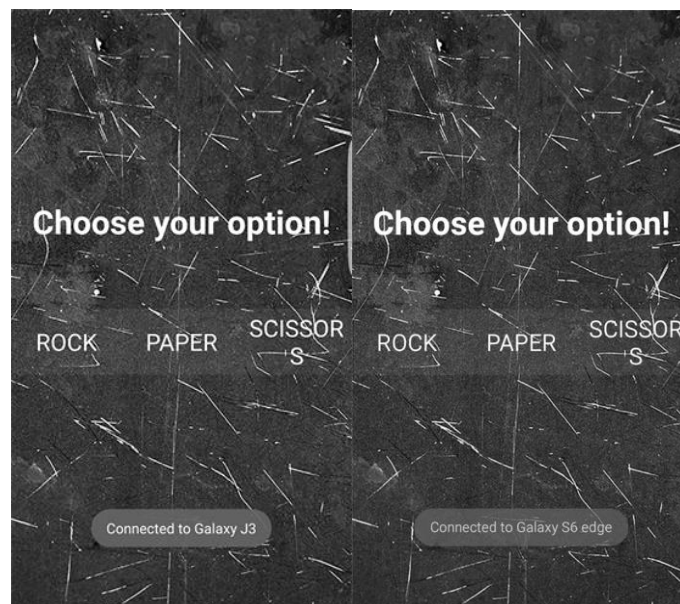 Choose your option!
ROCK PAPER SCISSOR
S
Connected to Galaxy J3
Choose your option!
ROCK PAPER SCISSOR
S
Connected to Galaxy S6 edge